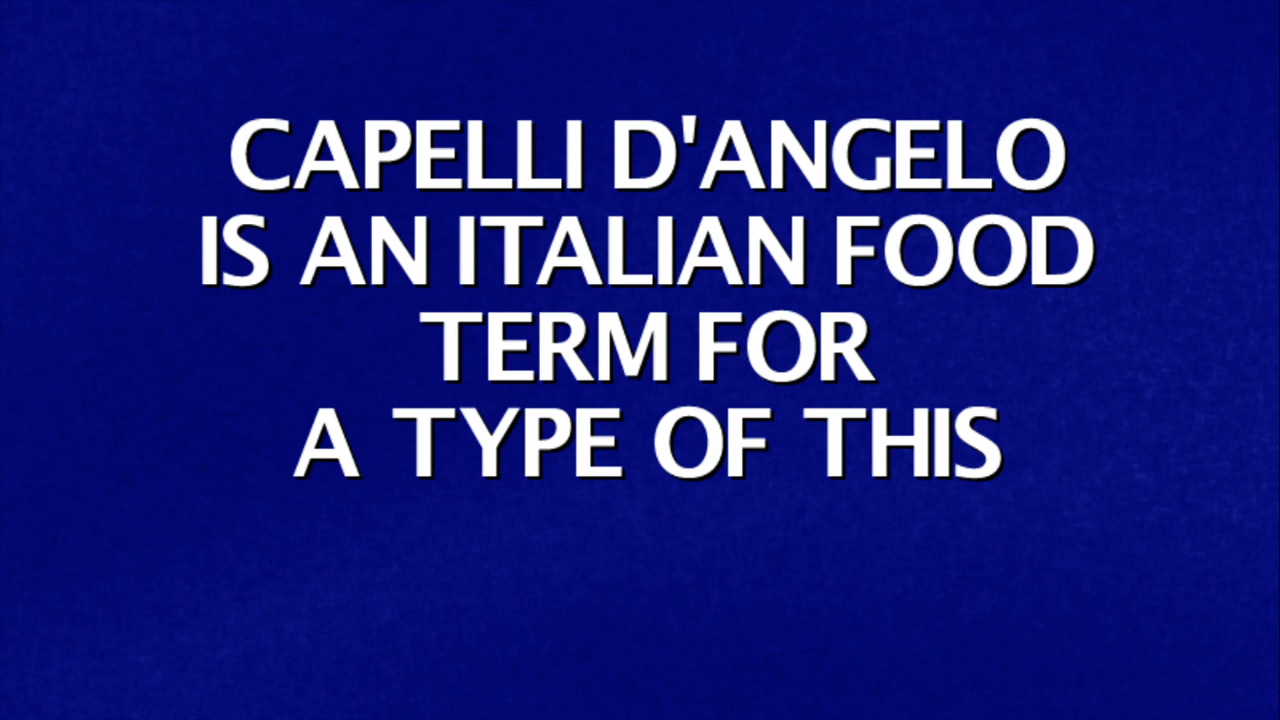 CAPELLI D'ANGELO
IS AN ITALIAN FOOD
TERM FOR
A TYPE OF THIS